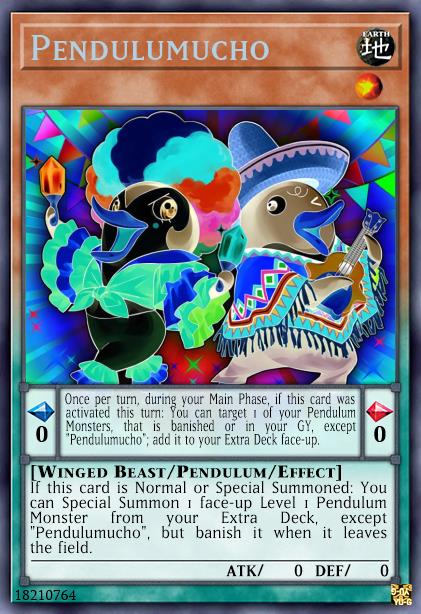 Pendulumucho
EARTH
地
Once per turn, during your Main Phase, if this card was
activated this turn: You can target 1 of your Pendulum
Monsters, that is banished or in your GY, except
"Pendulumucho"; add it to your Extra Deck face-up.
0
0
[Winged Beast/Pendulum/Effect]
If this card is Normal or Special Summoned: You
can Special Summon 1 face-up Level 1 Pendulum
Monster from your Extra Deck, except
"Pendulumucho", but banish it when it leaves
the field.
ATK/ 0 DEF/ 0
18210764